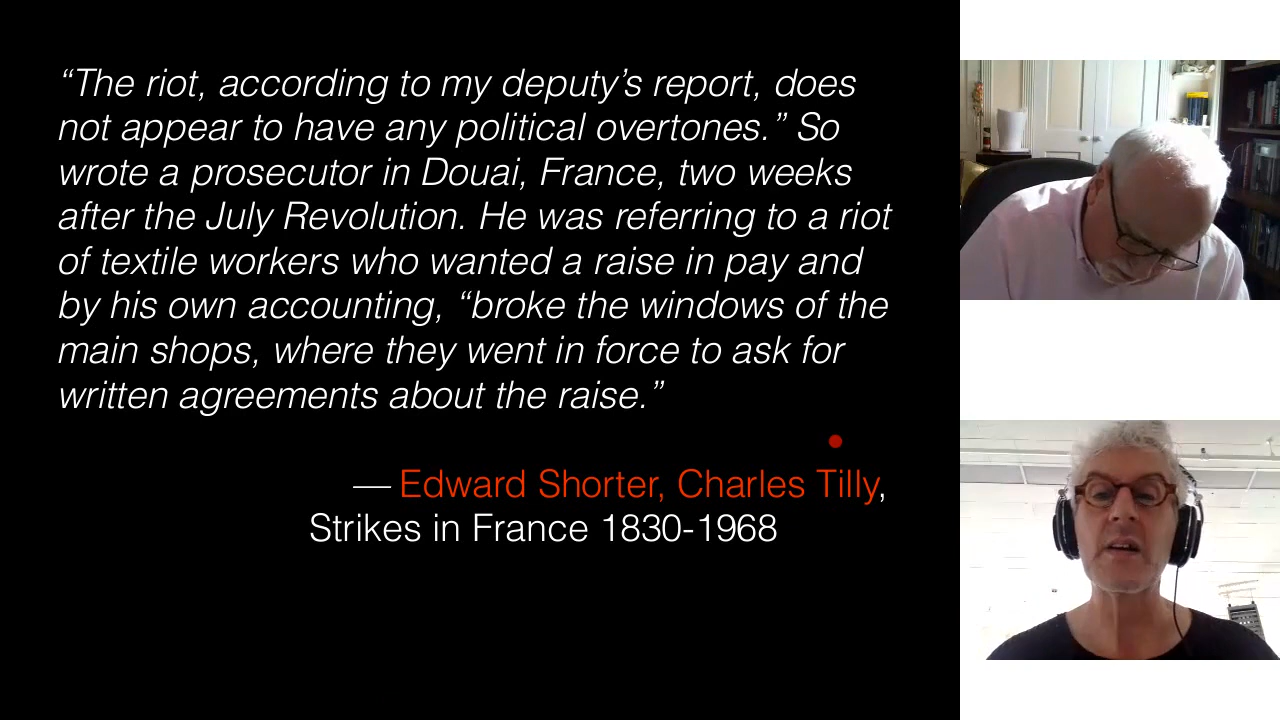 “The riot, according to my deputy’s report, does
not appear to have any political overtones.” So
wrote a prosecutor in Douai, France, two weeks
after the July Revolution. He was referring to a riot
of textile workers who wanted a raise in pay and
by his own accounting, “broke the windows of the
main shops, where they went in force to ask for
written agreements about the raise.”
— Edward Shorter, Charles Tilly,
Strikes in France 1830-1968